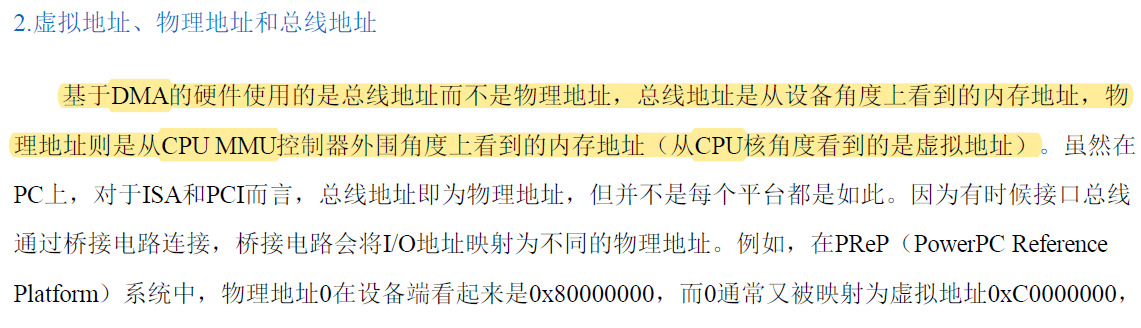 2.虚拟地址、物理地址和总线地址
基于DMA的硬件使用的是总线地址而不是物理地址，总线地址是从设备角度上看到的内存地址，物
理地址则是从CPU MMU控制器外围角度上看到的内存地址（从CPU核角度看到的是虚拟地址）。虽然在
PC上，对于ISA和PCI而言，总线地址即为物理地址，但并不是每个平台都是如此。因为有时候接口总线
通过桥接电路连接，桥接电路会将I/O地址映射为不同的物理地址。例如，在PReP（PowerPC Reference
Platform）系统中，物理地址0在设备端看起来是0x80000000，而0通常又被映射为虚拟地址0xC0000000，